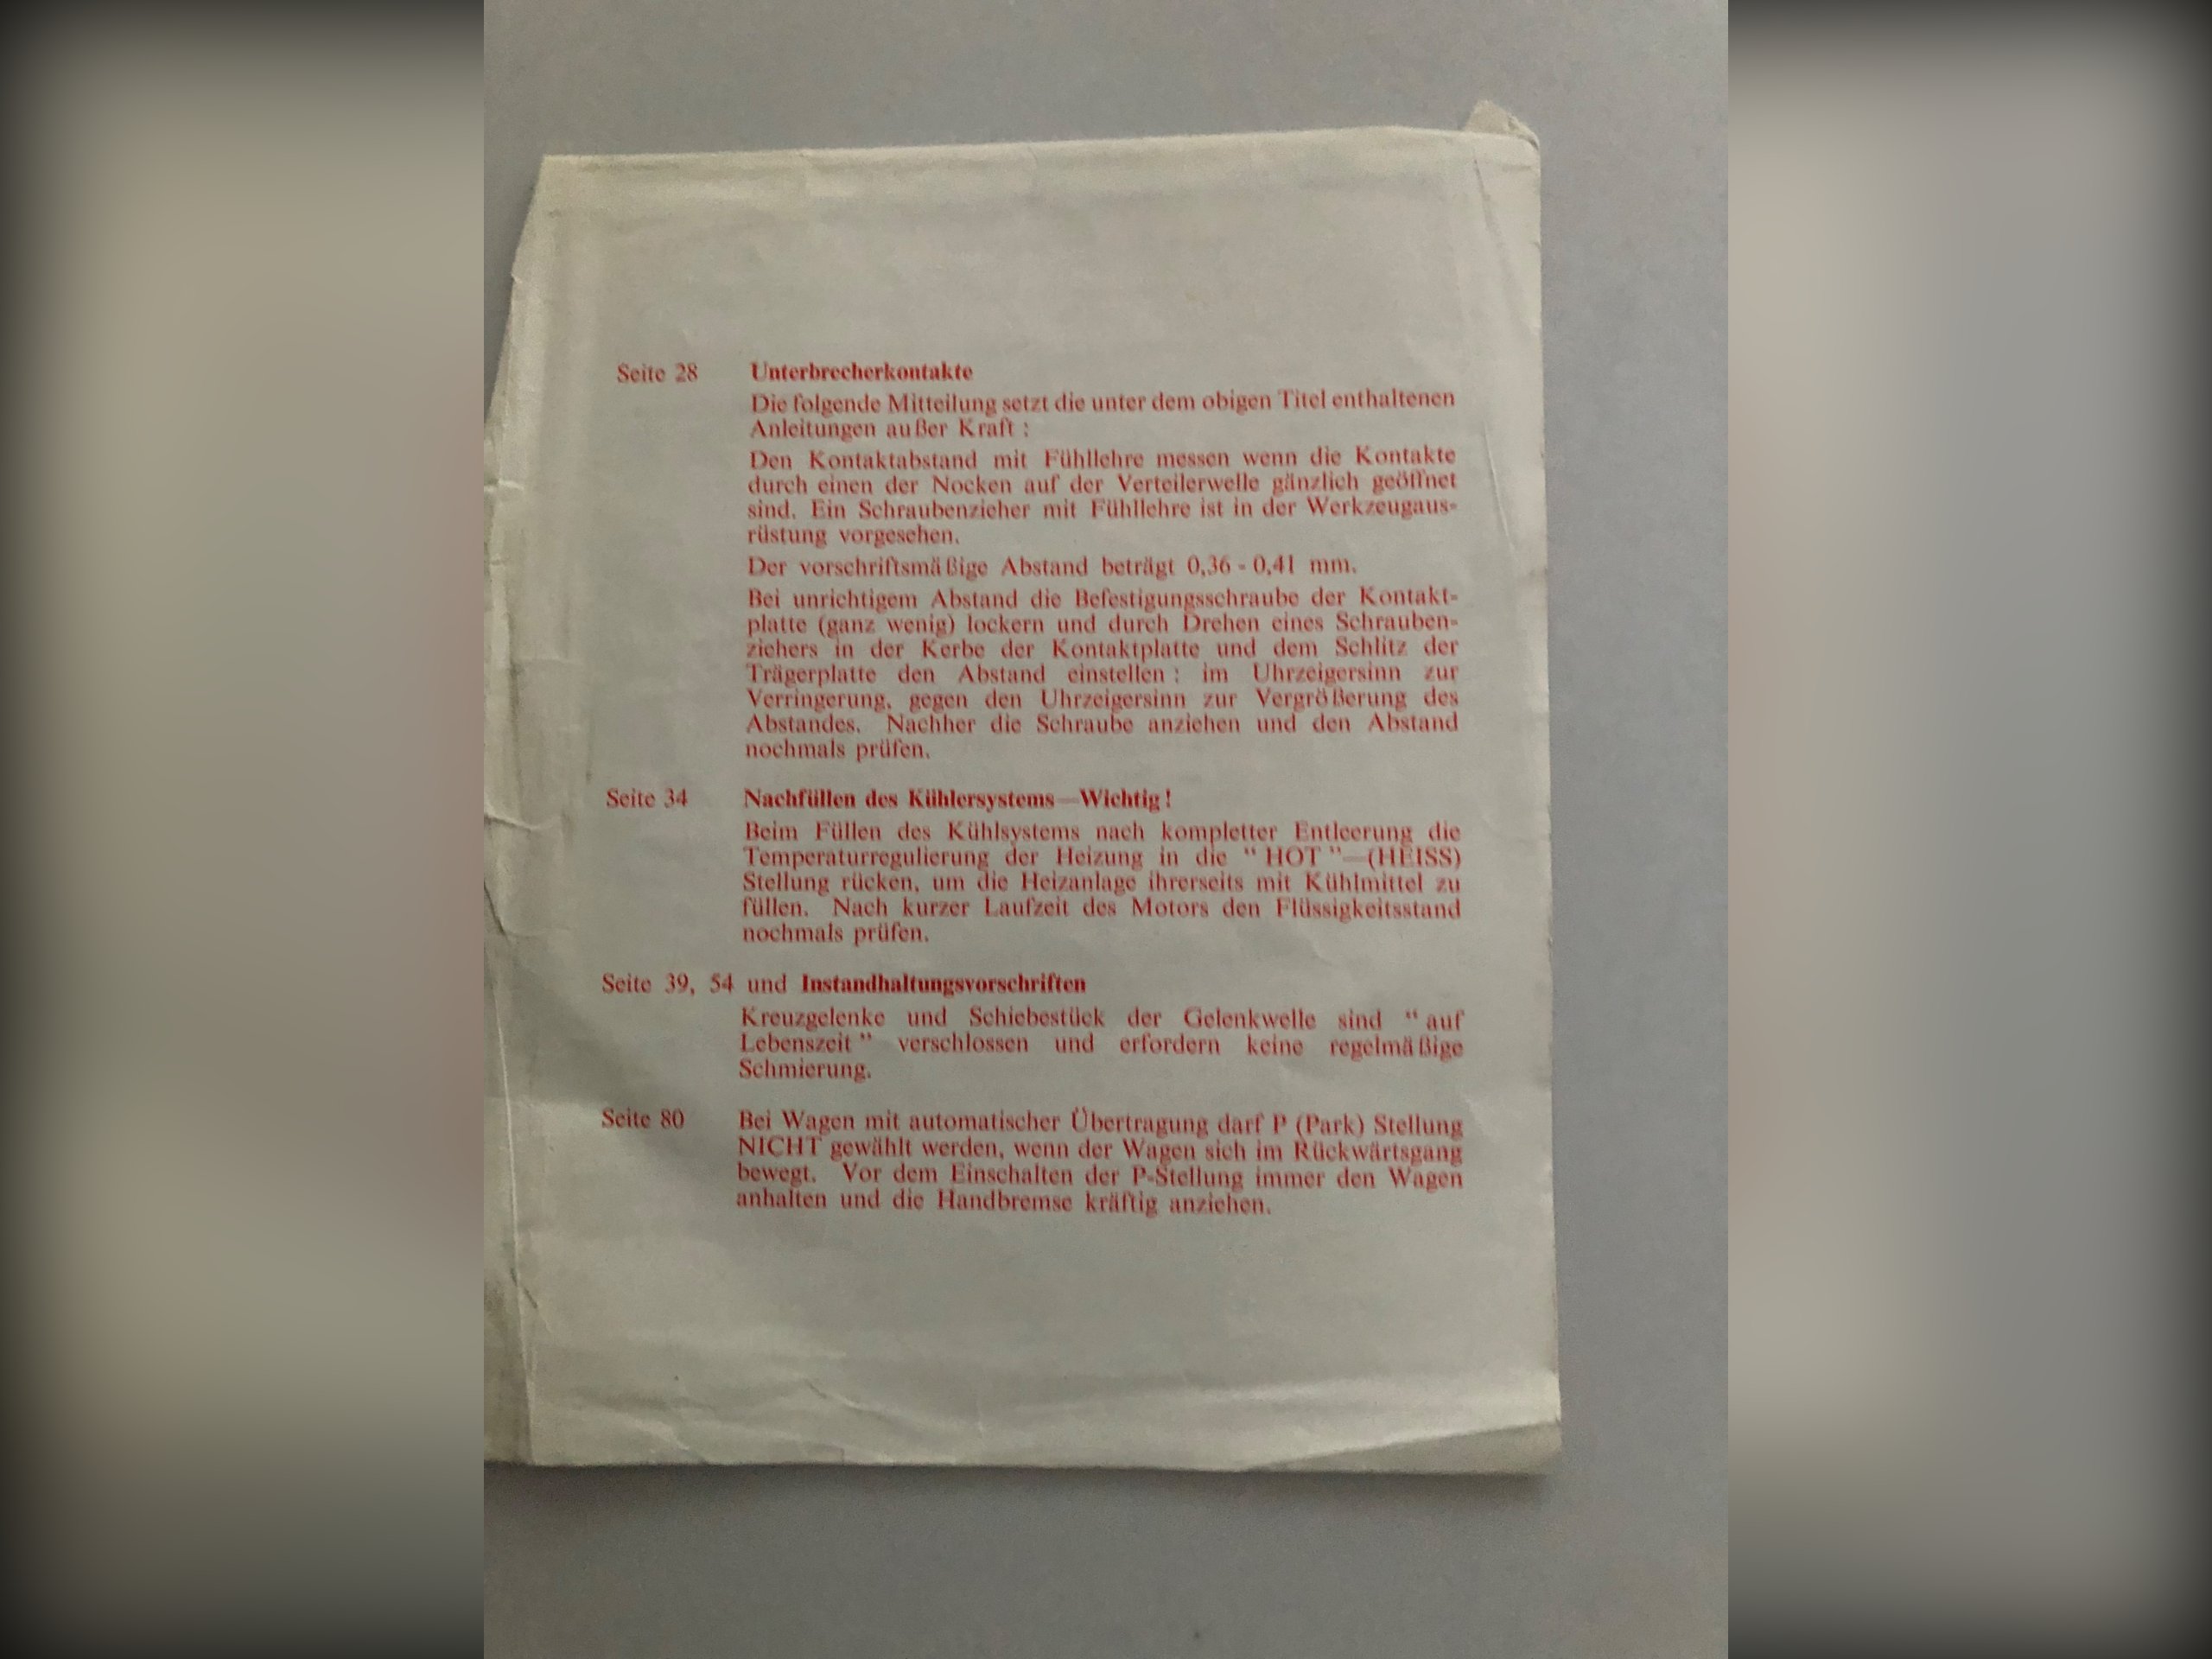 Seite 28 Unterbrecherkontakte
Die folgende Mitteilung setzt die unter dem obigen Titel enthaltenen
Anleitungen außer Kraft :
Den Kontaktabstand mit Fühllehre messen wenn die Kontakte
durch einen der Nocken auf der Verteilerwelle gänzlich geöffnet
sind. Ein Schraubenzieher mit Fühllehre ist in der Werkzeugaus-
rüstung vorgesehen.
Der vorschriftsmäßige Abstand beträgt 0,36 - 0,41 mm.
Bei unrichtigem Abstand die Befestigungsschraube der Kontakt-
platte (ganz wenig) lockern und durch Drehen eines Schrauben-
ziehers in der Kerbe der Kontaktplatte und dem Schlitz der
Trägerplatte den Abstand einstellen : im Uhrzeigersinn zur
Verringerung, gegen den Uhrzeigersinn zur Vergrößerung des
Abstandes. Nachher die Schraube anziehen und den Abstand
nochmals prüfen.
Seite 34 Nachfüllen des Kühlersystems—Wichtig!
Beim Füllen des Kühlsystems nach kompletter Entleerung die
Temperaturregulierung der Heizung in die “ HOT ”—(HEISS)
Stellung rücken, um die Heizanlage ihrerseits mit Kühlmittel zu
füllen. Nach kurzer Laufzeit des Motors den Flüssigkeitsstand
nochmals prüfen.
Seite 39, 54 und Instandhaltungsvorschriften
Kreuzgelenke und Schiebestück der Gelenkwelle sind “ auf
Lebenszeit ” verschlossen und erfordern keine regelmäßige
Schmierung.
Seite 80 Bei Wagen mit automatischer Übertragung darf P (Park) Stellung
NICHT gewählt werden, wenn der Wagen sich im Rückwärtsgang
bewegt. Vor dem Einschalten der P-Stellung immer den Wagen
anhalten und die Handbremse kräftig anziehen.